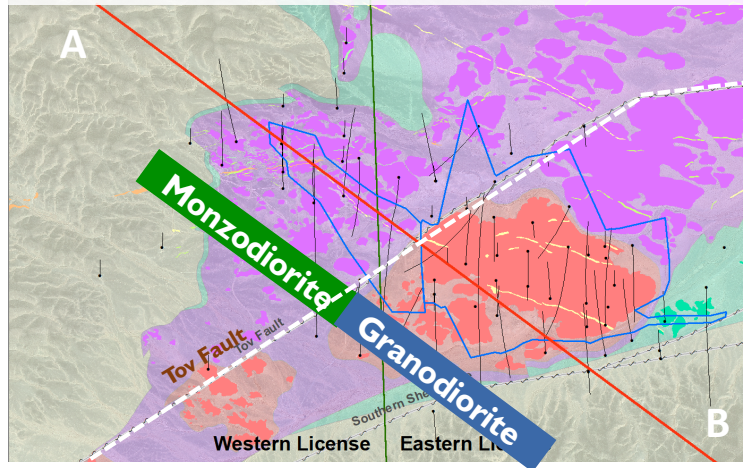 A
Monzodiorite
Tov Fault
Tov Fault
Granodiorite
Southern She
Western License
Eastern Li
B